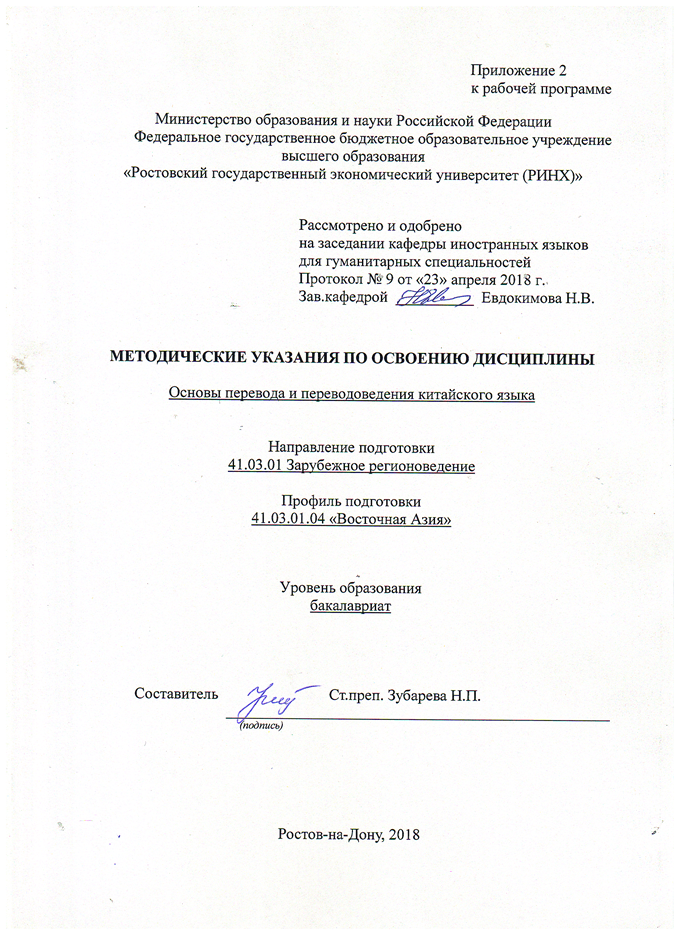 Приложение 2
к рабочей программе
Министерство образования и науки Российской Федерации
Федеральное государственное бюджетное образовательное учреждение
высшего образования
«Ростовский государственный экономический университет (РИНХ)»
Рассмотрено и одобрено
на заседании кафедры иностранных языков
для гуманитарных специальностей
Протокол № 9 от «23» апреля 2018 г.
Зав.кафедрой Евдокимова Н.В.
МЕТОДИЧЕСКИЕ УКАЗАНИЯ ПО ОСВОЕНИЮ ДИСЦИПЛИНЫ
Основы перевода и переводоведения китайского языка
Направление подготовки
41.03.01 Зарубежное регионоведение
Профиль подготовки
41.03.01.04 «Восточная Азия»
Уровень образования
бакалавриат
Составитель Ст.преп. Зубарева Н.П.
(подпись)
Ростов-на-Дону, 2018